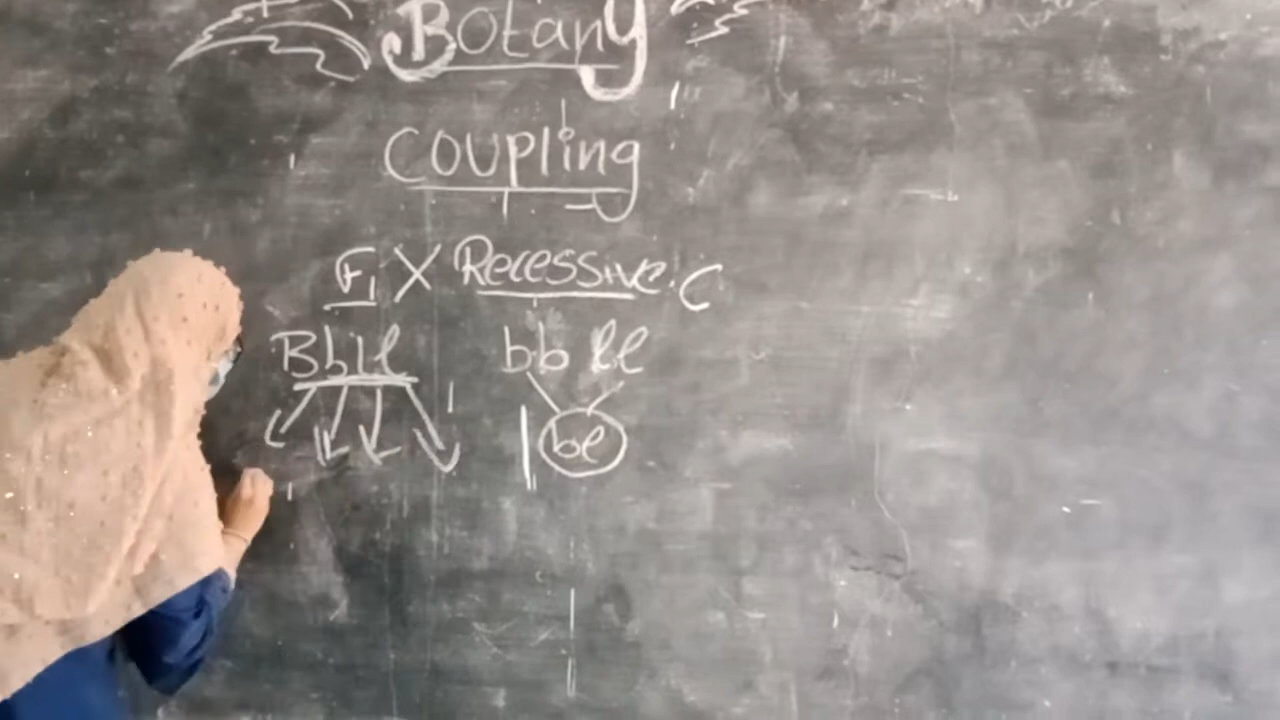 Botany
Coupling
F₁ X Recessive. C
BbLl bb ll
bl